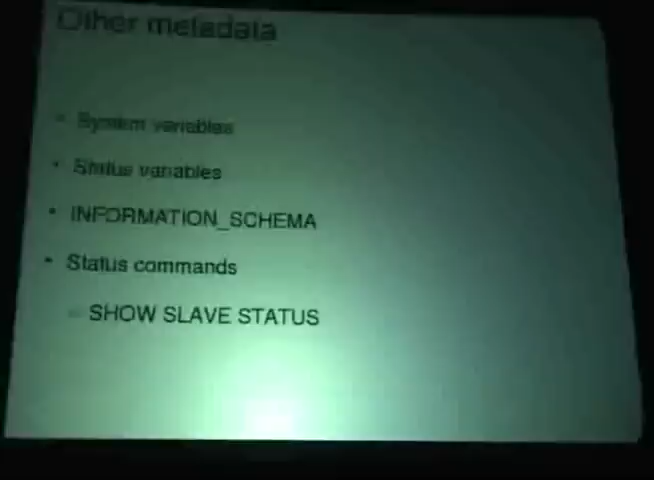 Other metadata
System variables
Status variables
INFORMATION_SCHEMA
Status commands
SHOW SLAVE STATUS